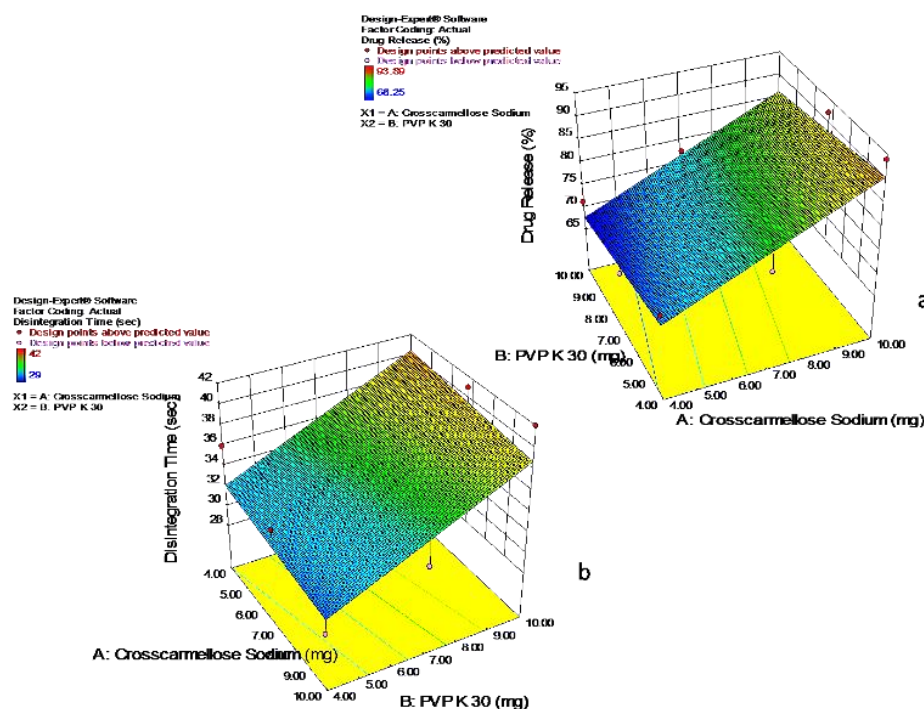 Design-Expert® Software
Factor Coding: Actual
Drug Release (%)
Design points above predicted value
Design points below predicted value
93.89
68.25
X1 = A: Crosscarmellose Sodium
X2 = B: PVP K 30
95
90
85
80
75
70
65
Drug Release (%)
10.00
9.00
8.00
7.00
6.00
5.00
4.00
B: PVP K 30 (mg)
4.00
5.00
6.00
7.00
8.00
9.00
10.00
A: Crosscarmellose Sodium (mg)
a
Design-Expert® Software
Factor Coding: Actual
Disintegration Time (sec)
Design points above predicted value
Design points below predicted value
42
29
X1 = A: Crosscarmellose Sodium
X2 = B: PVP K 30
42
40
38
36
34
32
30
28
Disintegration Time (sec)
4.00
5.00
6.00
7.00
9.00
10.00
A: Crosscarmellose Sodium (mg)
4.00
5.00
6.00
7.00
8.00
9.00
10.00
B: PVP K 30 (mg)
b